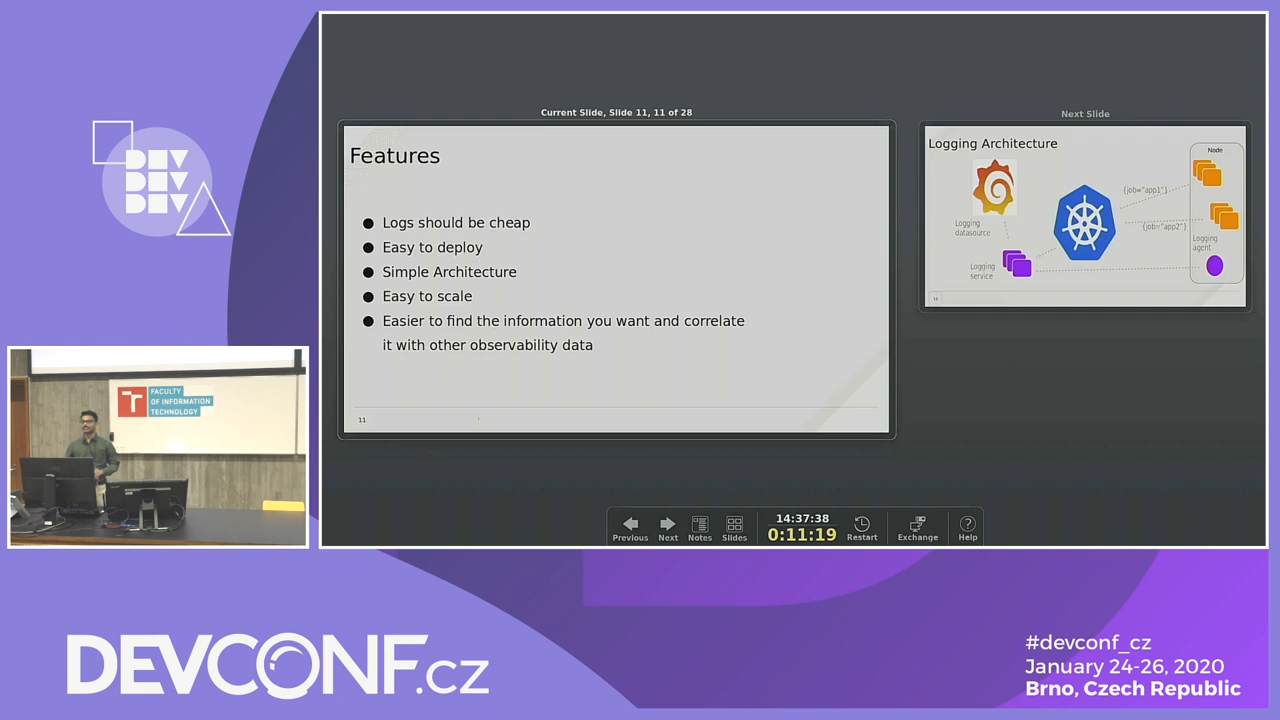 DEV
DEV
DEV
FACULTY
OF INFORMATION
TECHNOLOGY
Current Slide, Slide 11, 11 of 28
Features
● Logs should be cheap
● Easy to deploy
● Simple Architecture
● Easy to scale
● Easier to find the information you want and correlate
it with other observability data
11
Next Slide
Logging Architecture
Node
{job="app1"}
{job="app2"}
Logging
datasource
Logging
agent
Logging
service
Previous
Next
Notes
Slides
14:37:38
0:11:19
Restart
Exchange
Help
DEVCONF.cz
#devconf_cz
January 24-26, 2020
Brno, Czech Republic